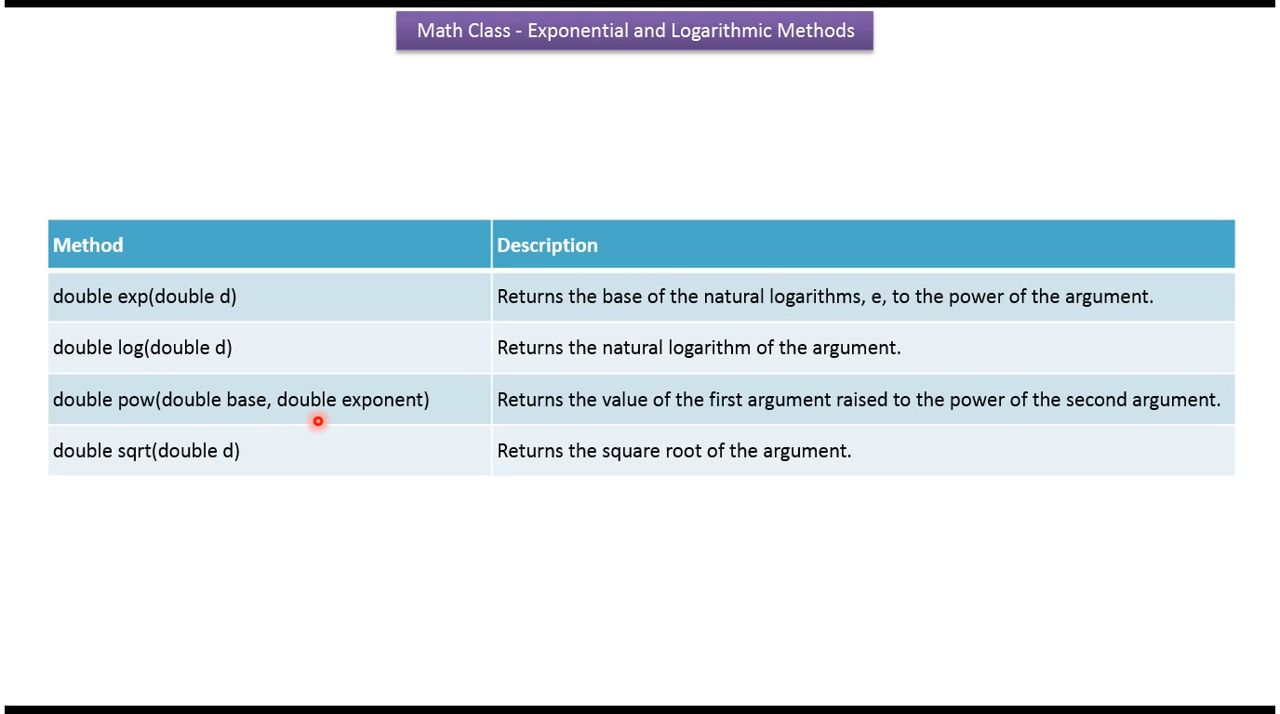 Math Class - Exponential and Logarithmic Methods
Method Description
double exp(double d) Returns the base of the natural logarithms, e, to the power of the argument.
double log(double d) Returns the natural logarithm of the argument.
double pow(double base, double exponent) Returns the value of the first argument raised to the power of the second argument.
double sqrt(double d) Returns the square root of the argument.